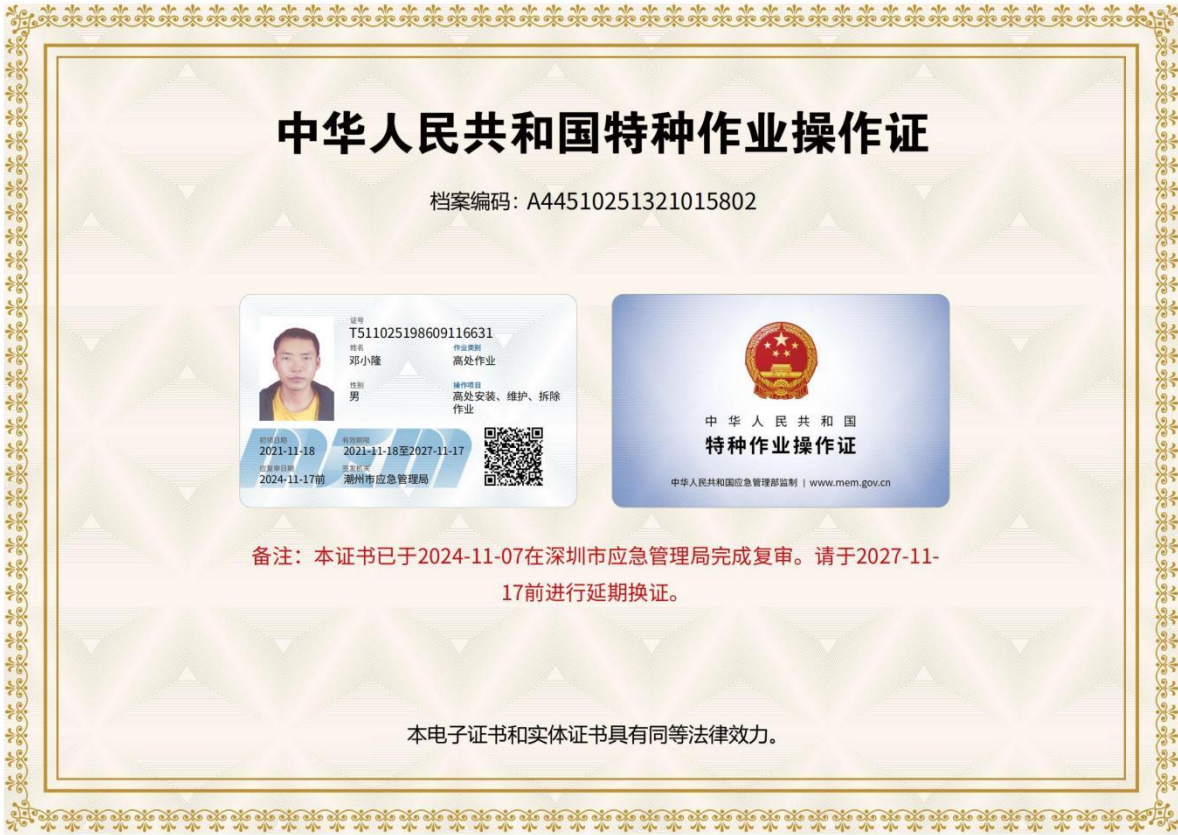 中华人民共和国特种作业操作证
档案编码：A44510251321015802
证号
T511025198609116631
姓名
邓小隆
作业类别
高处作业
性别
男
操作项目
高处安装、维护、拆除
作业
初领日期
2021-11-18
有效期限
2021-11-18至2027-11-17
应复审日期
2024-11-17前
签发机关
潮州市应急管理局
中华人民共和国
特种作业操作证
中华人民共和国应急管理部监制 | www.mem.gov.cn
备注：本证书已于2024-11-07在深圳市应急管理局完成复审。请于2027-11-
17前进行延期换证。
本电子证书和实体证书具有同等法律效力。